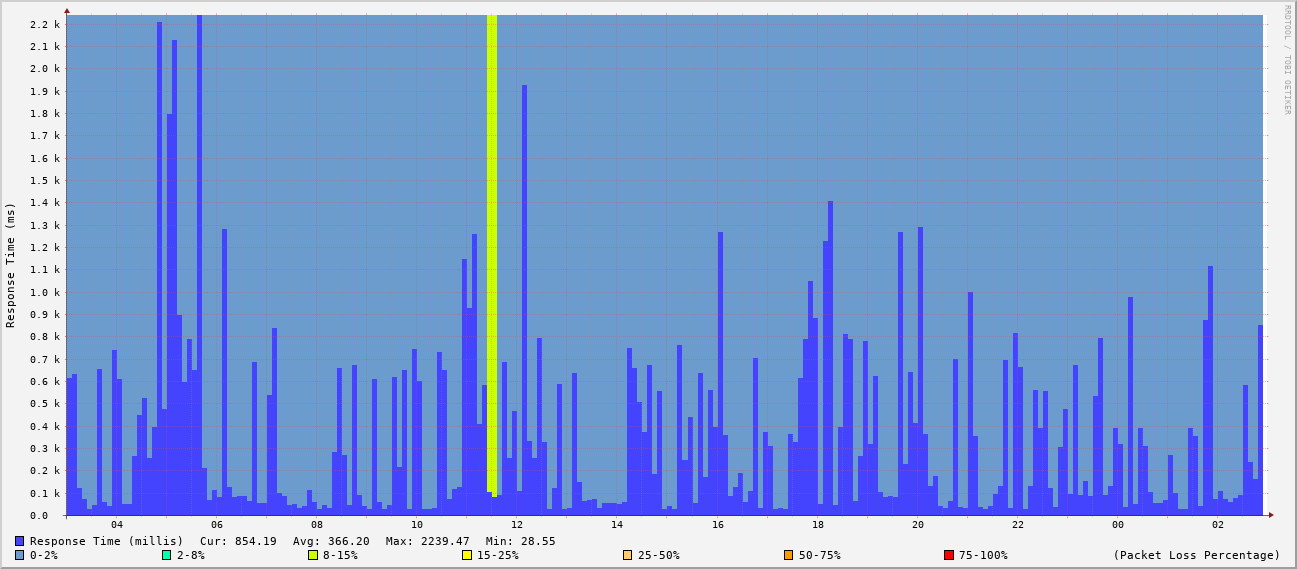 RRDTOOL / TOBI OETIKER
Response Time (ms)
2.2 k
2.1 k
2.0 k
1.9 k
1.8 k
1.7 k
1.6 k
1.5 k
1.4 k
1.3 k
1.2 k
1.1 k
1.0 k
0.9 k
0.8 k
0.7 k
0.6 k
0.5 k
0.4 k
0.3 k
0.2 k
0.1 k
0.0
04 06 08 10 12 14 16 18 20 22 00 02
Response Time (millis) Cur: 854.19 Avg: 366.20 Max: 2239.47 Min: 28.55
0-2% 2-8% 8-15% 15-25% 25-50% 50-75% 75-100% (Packet Loss Percentage)